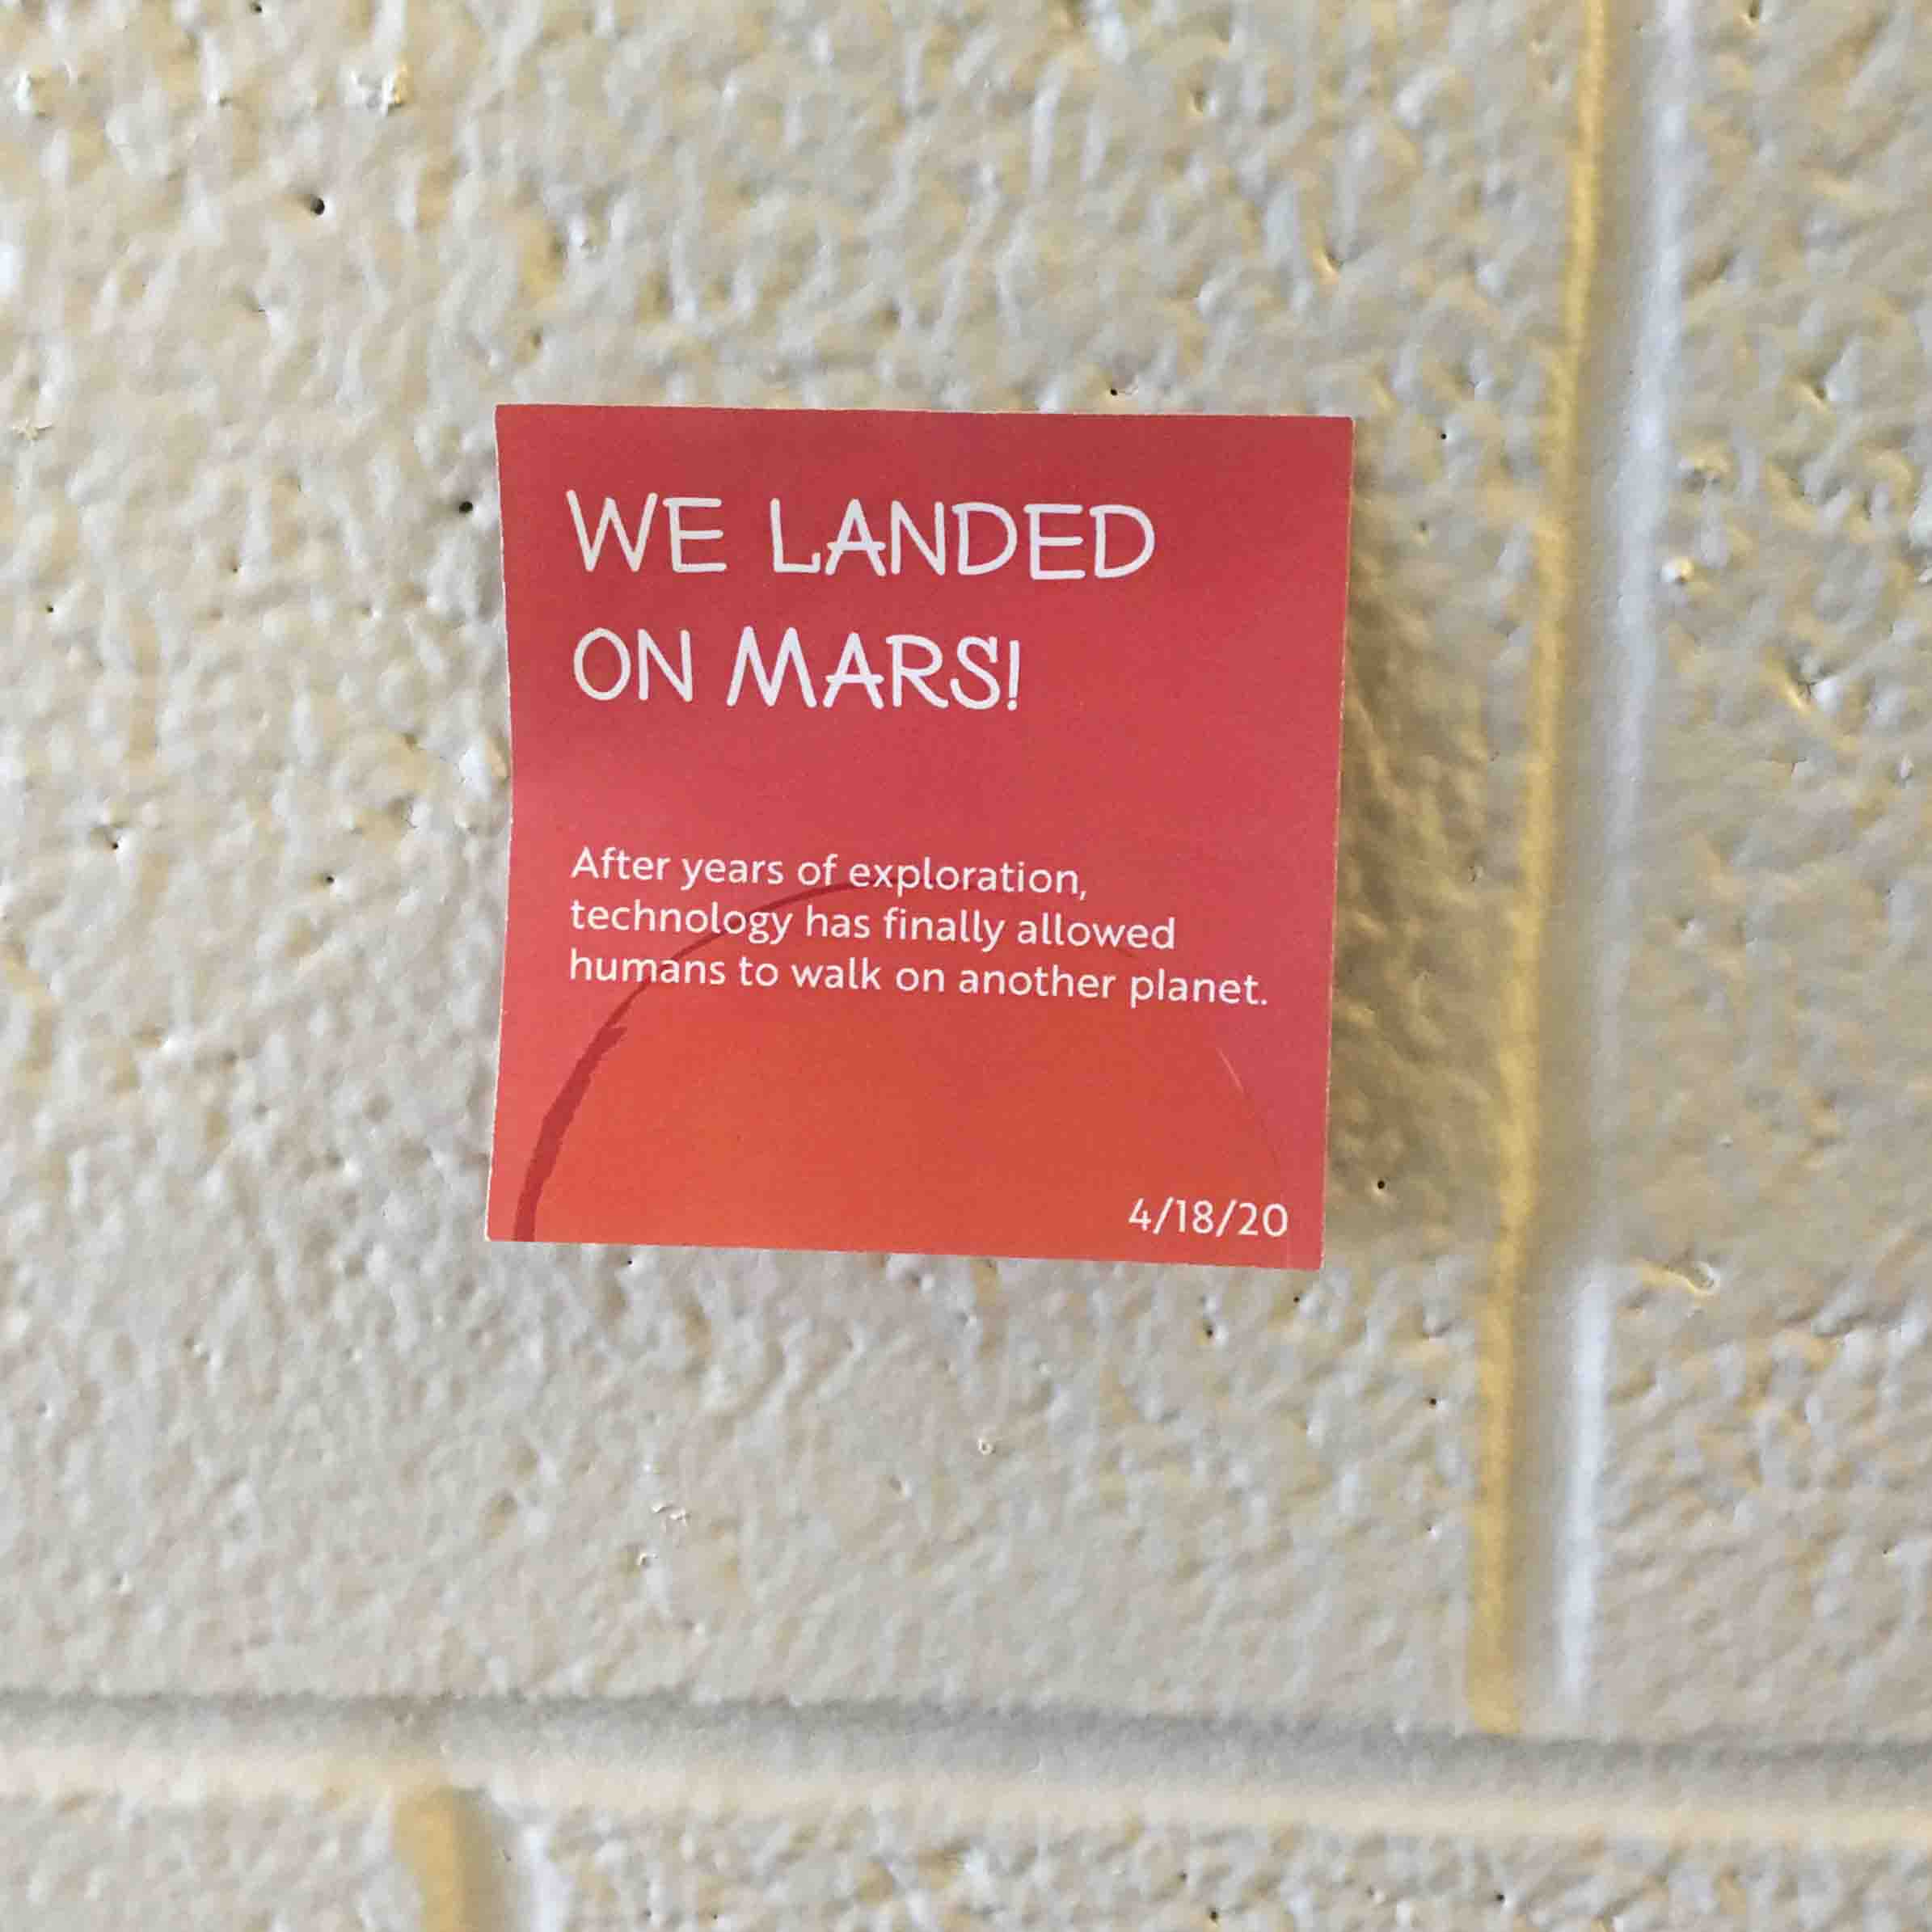 WE LANDED
ON MARS!
After years of exploration,
technology has finally allowed
humans to walk on another planet.
4/18/20